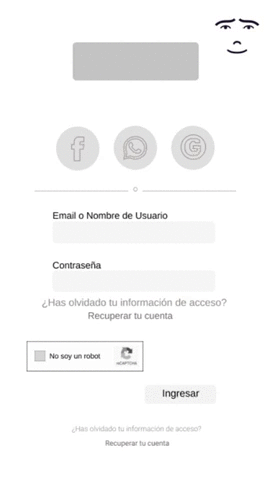 o
Email o Nombre de Usuario
Contraseña
¿Has olvidado tu información de acceso?
Recuperar tu cuenta
No soy un robot
reCAPTCHA
Ingresar
¿Has olvidado tu información de acceso?
Recuperar tu cuenta